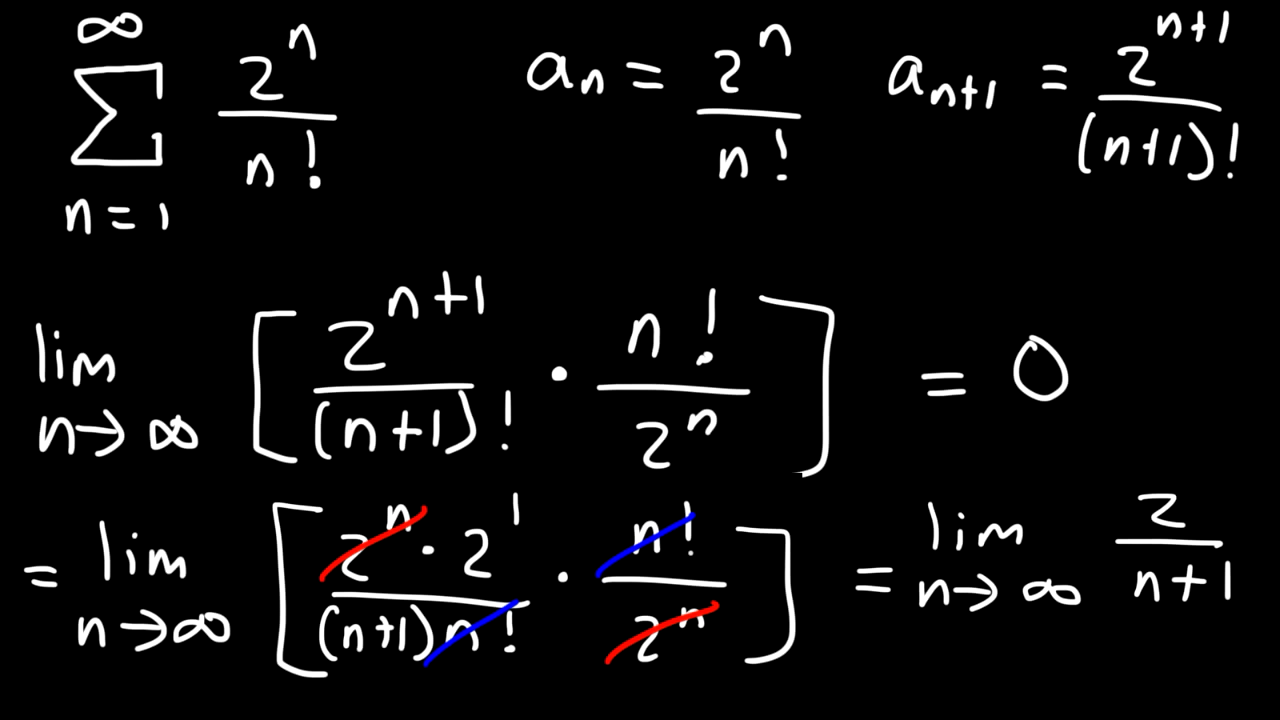 ∞
∑ 2^n / n!   a_n = 2^n / n!   a_{n+1} = 2^{n+1} / (n+1)!
n = 1
lim n→∞ [ 2^{n+1} / (n+1)! · n! / 2^n ] = 0
= lim n→∞ [ 2^n · 2^1 / (n+1) n! · n! / 2^n ] = lim n→∞ 2 / n+1